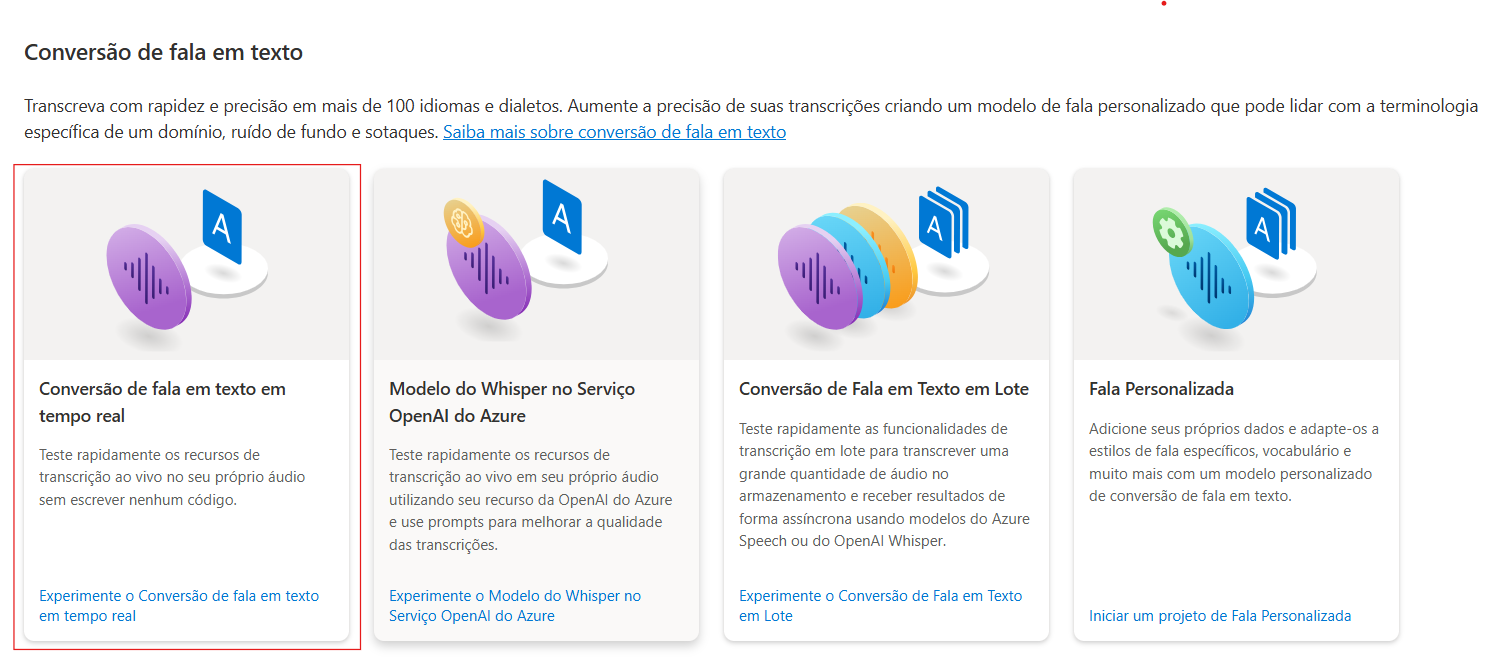 Conversão de fala em texto
Transcreva com rapidez e precisão em mais de 100 idiomas e dialetos. Aumente a precisão de suas transcrições criando um modelo de fala personalizado que pode lidar com a terminologia
específica de um domínio, ruído de fundo e sotaques. Saiba mais sobre conversão de fala em texto
A
Conversão de fala em texto em
tempo real
Teste rapidamente os recursos de
transcrição ao vivo no seu próprio áudio
sem escrever nenhum código.
Experimente o Conversão de fala em texto
em tempo real
A
Modelo do Whisper no Serviço
OpenAI do Azure
Teste rapidamente os recursos de
transcrição ao vivo em seu próprio áudio
utilizando seu recurso da OpenAI do Azure
e use prompts para melhorar a qualidade
das transcrições.
Experimente o Modelo do Whisper no
Serviço OpenAI do Azure
A
Conversão de Fala em Texto em Lote
Teste rapidamente as funcionalidades de
transcrição em lote para transcrever uma
grande quantidade de áudio no
armazenamento e receber resultados de
forma assíncrona usando modelos do Azure
Speech ou do OpenAI Whisper.
Experimente o Conversão de Fala em Texto
em Lote
A
Fala Personalizada
Adicione seus próprios dados e adapte-os a
estilos de fala específicos, vocabulário e
muito mais com um modelo personalizado
de conversão de fala em texto.
Iniciar um projeto de Fala Personalizada